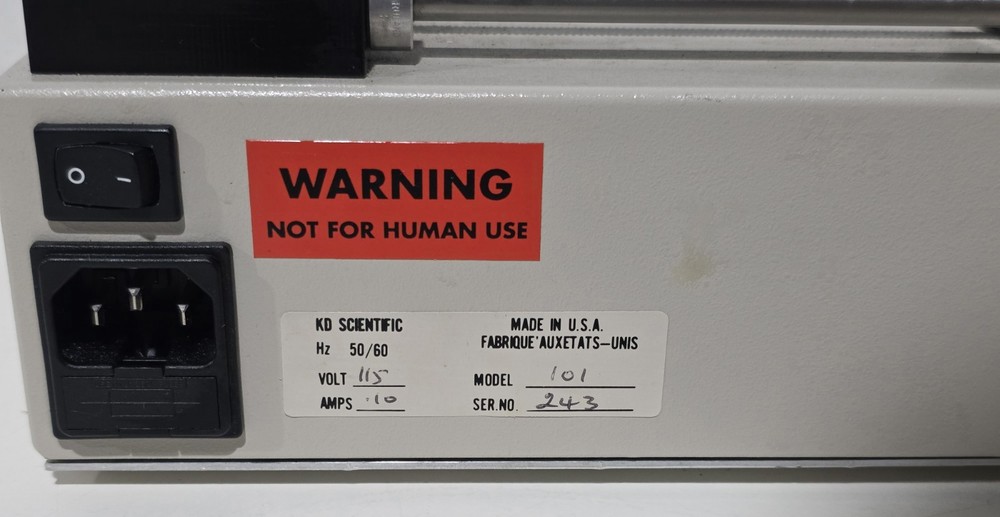 WARNING
NOT FOR HUMAN USE
KD SCIENTIFIC
Hz 50/60
VOLT 115
AMPS .10
MADE IN U.S.A.
FABRIQUE'AUXETATS-UNIS
MODEL 101
SER.NO. 243